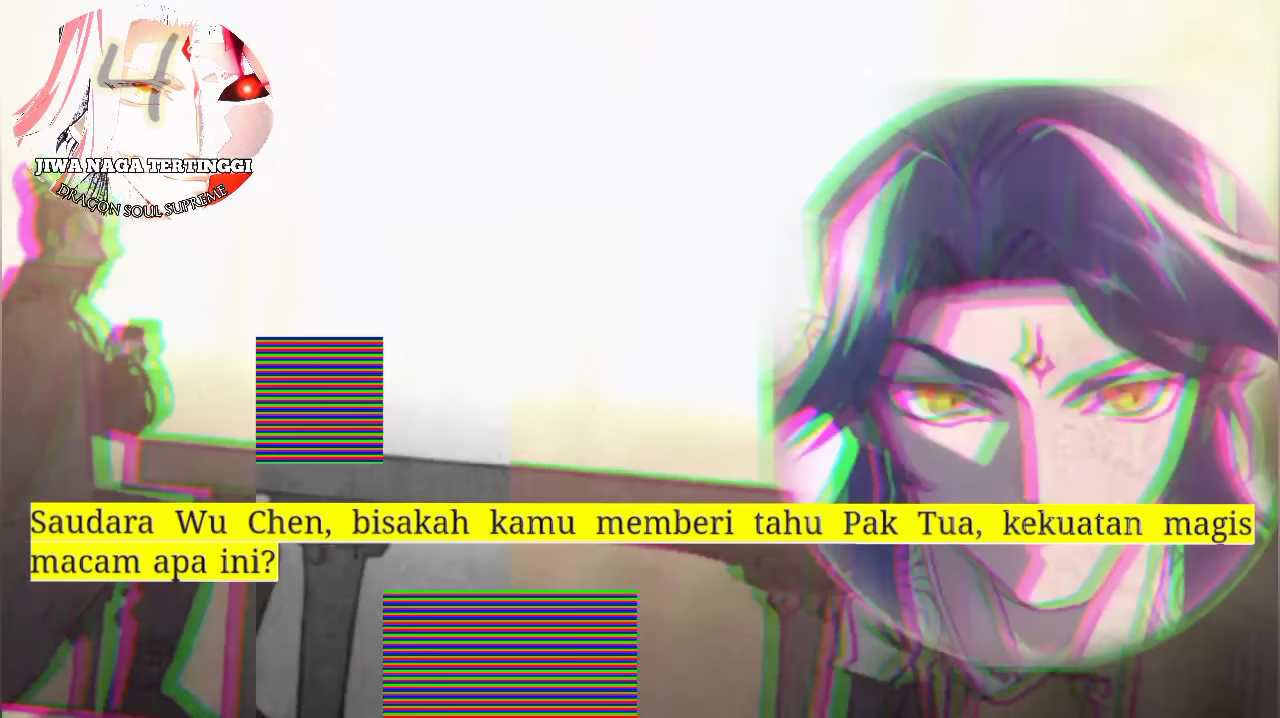 4
JIWA NAGA TERTINGGI
DRAGON SOUL SUPREME
Saudara Wu Chen, bisakah kamu memberi tahu Pak Tua, kekuatan magis
macam apa ini?